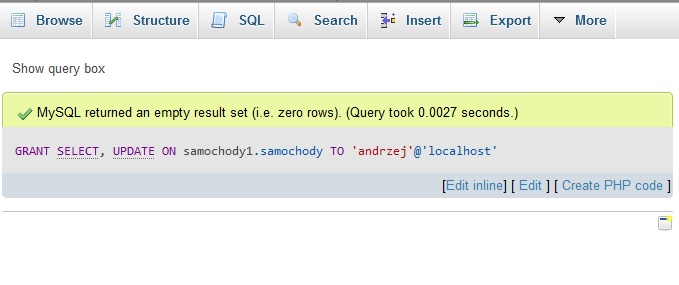 Browse Structure SQL Search Insert Export More
Show query box
MySQL returned an empty result set (i.e. zero rows). (Query took 0.0027 seconds.)
GRANT SELECT, UPDATE ON samochody1.samochody TO 'andrzej'@'localhost'
[Edit inline] [ Edit ] [ Create PHP code ]